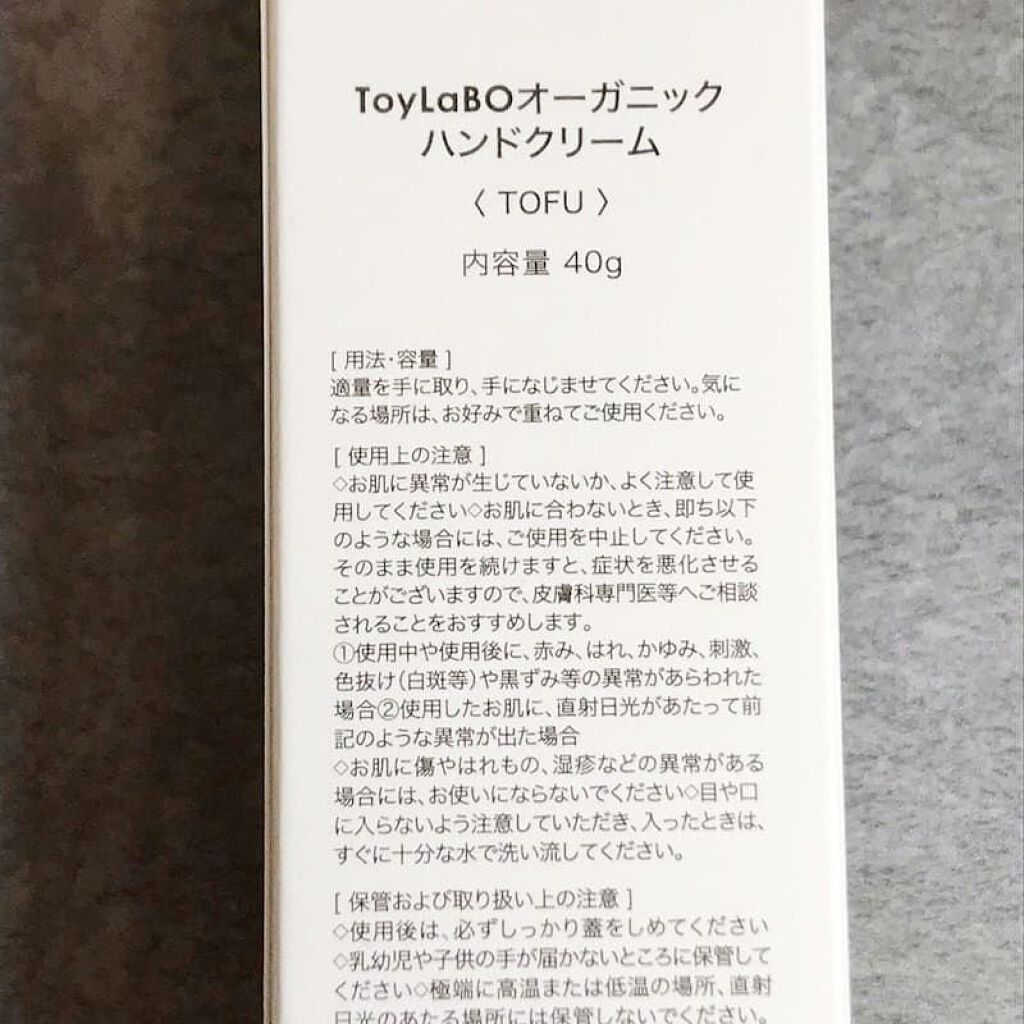 ToyLaBOオーガニック
ハンドクリーム
〈 TOFU 〉
内容量 40g
[ 用法・容量 ]
適量を手に取り、手になじませてください。気に
なる場所は、お好みで重ねてご使用ください。
[ 使用上の注意 ]
◇お肌に異常が生じていないか、よく注意して使
用してください◇お肌に合わないとき、即ち以下
のような場合には、ご使用を中止してください。
そのまま使用を続けますと、症状を悪化させる
ことがございますので、皮膚科専門医等へご相談
されることをおすすめします。
①使用中や使用後に、赤み、はれ、かゆみ、刺激、
色抜け(白斑等)や黒ずみ等の異常があらわれた
場合②使用したお肌に、直射日光があたって前
記のような異常が出た場合
◇お肌に傷やはれもの、湿疹などの異常がある
場合には、お使いにならないでください◇目や口
に入らないよう注意していただき、入ったときは、
すぐに十分な水で洗い流してください。
[ 保管および取り扱い上の注意 ]
◇使用後は、必ずしっかり蓋をしめてください
◇乳幼児や子供の手が届かないところに保管して
ください◇極端に高温または低温の場所、直射
日光のあたる場所には保管しないでください。